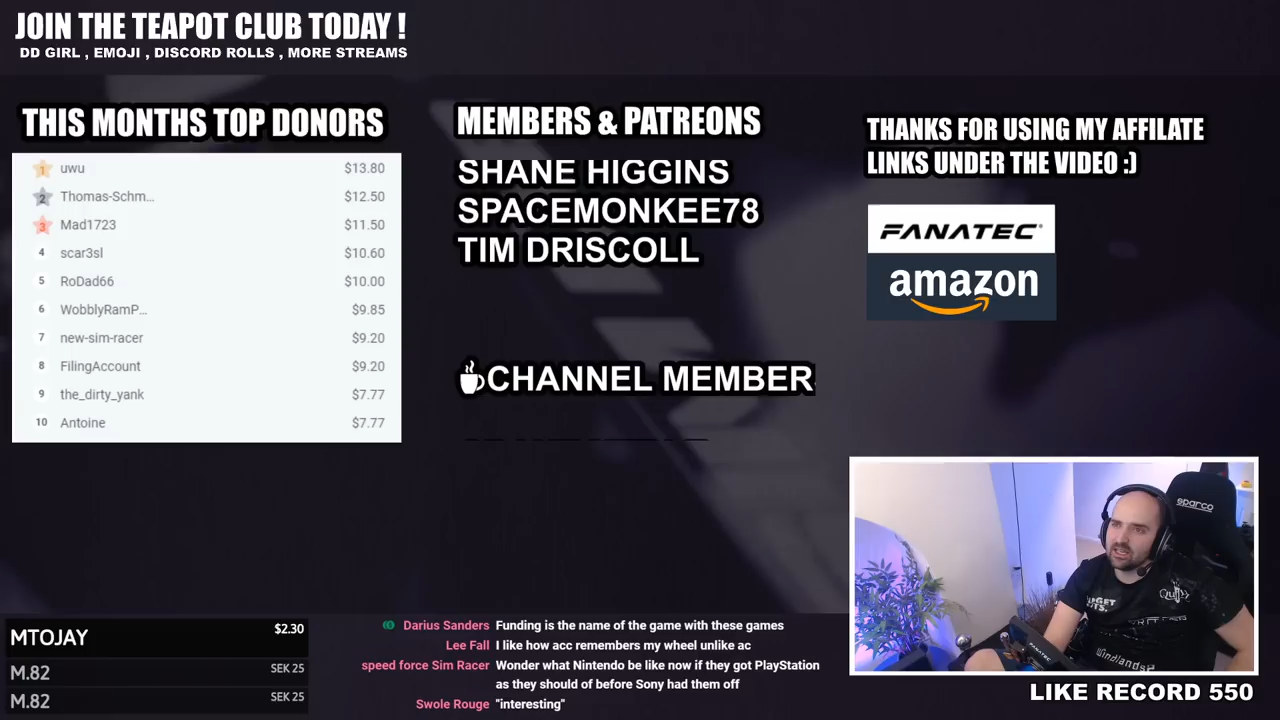 JOIN THE TEAPOT CLUB TODAY !
DD GIRL , EMOJI , DISCORD ROLLS , MORE STREAMS
THIS MONTHS TOP DONORS
1 uwu $13.80
2 Thomas-Schm... $12.50
3 Mad1723 $11.50
4 scar3sl $10.60
5 RoDad66 $10.00
6 WobblyRamP... $9.85
7 new-sim-racer $9.20
8 FilingAccount $9.20
9 the_dirty_yank $7.77
10 Antoine $7.77
MEMBERS & PATREONS
SHANE HIGGINS
SPACEMONKEE78
TIM DRISCOLL
CHANNEL MEMBER
THANKS FOR USING MY AFFILATE
LINKS UNDER THE VIDEO :)
FANATEC
amazon
sparco
FANATEC
MTOJAY $2.30
M.82 SEK 25
M.82 SEK 25
Darius Sanders Funding is the name of the game with these games
Lee Fall I like how acc remembers my wheel unlike ac
speed force Sim Racer Wonder what Nintendo be like now if they got PlayStation
as they should of before Sony had them off
Swole Rouge "interesting"
LIKE RECORD 550